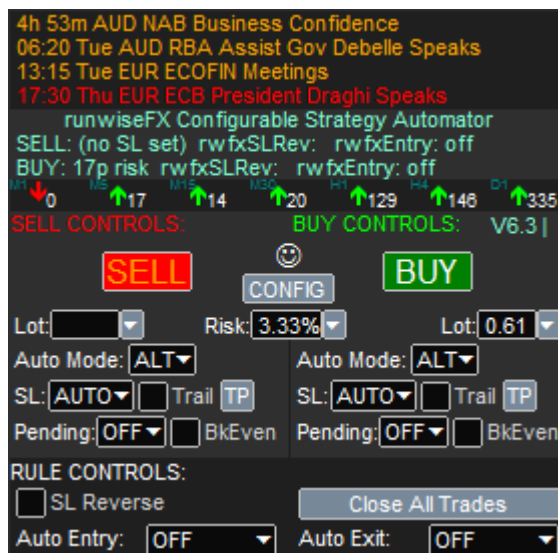 4h 53m AUD NAB Business Confidence
06:20 Tue AUD RBA Assist Gov Debelle Speaks
13:15 Tue EUR ECOFIN Meetings
17:30 Thu EUR ECB President Draghi Speaks
runwiseFX Configurable Strategy Automator
SELL: (no SL set) rwfxSLRev: rwfxEntry: off
BUY: 17p risk rwfxSLRev: rwfxEntry: off
M1 M5 M15 M30 H1 H4 D1
0 17 14 20 129 146 335
SELL CONTROLS: BUY CONTROLS: V6.3 |
SELL BUY
CONFIG
Lot: Risk: 3.33% Lot: 0.61
Auto Mode: ALT Auto Mode: ALT
SL: AUTO Trail TP SL: AUTO Trail TP
Pending: OFF BkEven Pending: OFF BkEven
RULE CONTROLS:
SL Reverse Close All Trades
Auto Entry: OFF Auto Exit: OFF